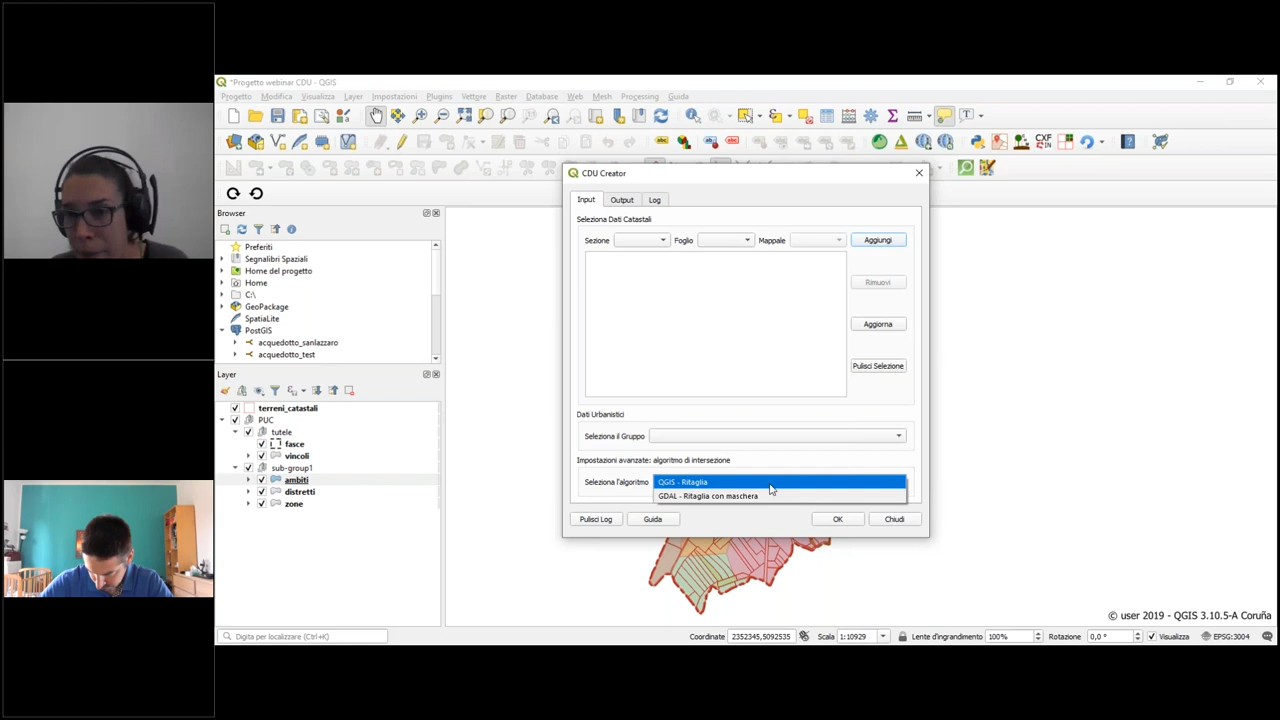 *Progetto webinar CDU - QGIS
Progetto Modifica Visualizza Layer Impostazioni Plugins Vettore Raster Database Web Mesh Processing Guida
CDU Creator
Input Output Log
Seleziona Dati Catastali
Sezione Foglio Mappale Aggiungi
Rimuovi
Aggiorna
Pulisci Selezione
Dati Urbanistici
Seleziona il Gruppo
Impostazioni avanzate: algoritmo di intersezione
Seleziona l'algoritmo QGIS - Ritaglia
GDAL - Ritaglia con maschera
Pulisci Log Guida OK Chiudi
Browser
Preferiti
Segnalibri Spaziali
Home del progetto
Home
C:\
GeoPackage
SpatiaLite
PostGIS
acquedotto_sanlazzaro
acquedotto_test
Layer
terreni_catastali
PUC
tutele
fasce
vincoli
sub-group1
ambiti
distretti
zone
© user 2019 - QGIS 3.10.5-A Coruña
Digita per localizzare (Ctrl+K) Coordinate 2352345,5092535 Scala 1:10929 Lente d'ingrandimento 100% Rotazione 0,0 ° Visualizza EPSG:3004